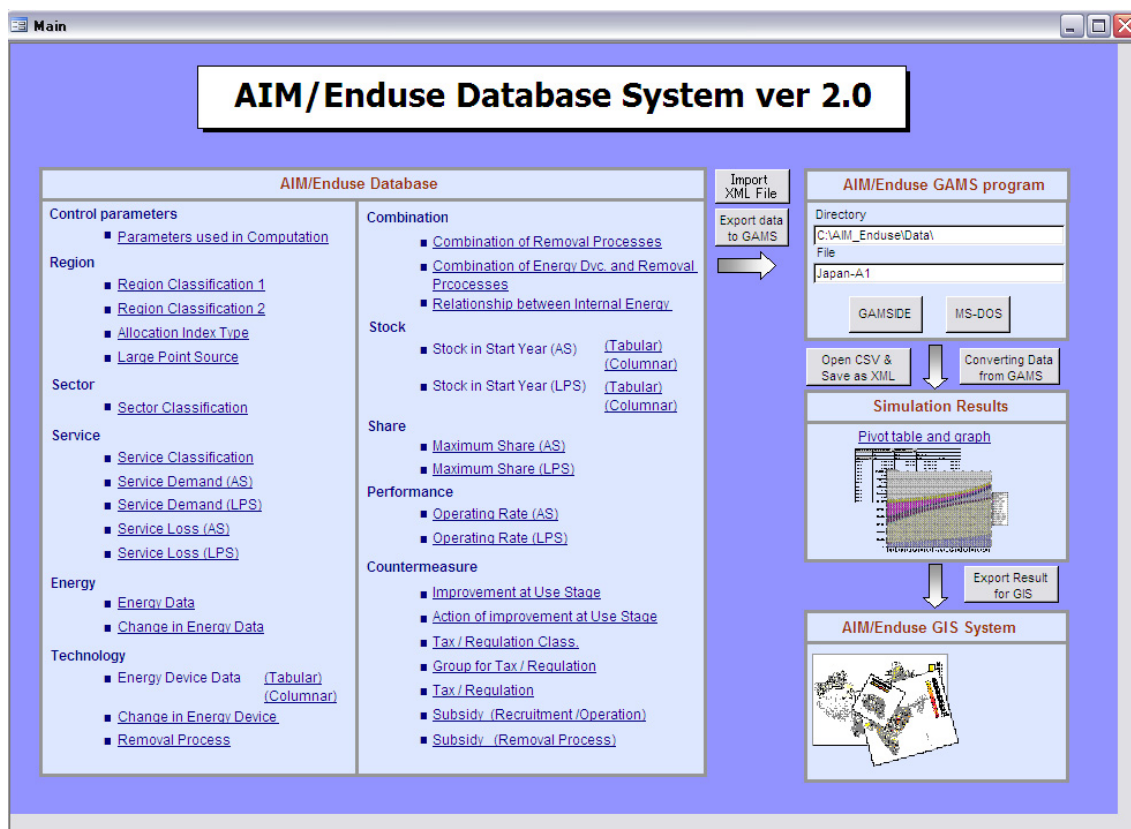 Main
AIM/Enduse Database System ver 2.0
AIM/Enduse Database
Control parameters
Parameters used in Computation
Region
Region Classification 1
Region Classification 2
Allocation Index Type
Large Point Source
Sector
Sector Classification
Service
Service Classification
Service Demand (AS)
Service Demand (LPS)
Service Loss (AS)
Service Loss (LPS)
Energy
Energy Data
Change in Energy Data
Technology
Energy Device Data (Tabular)
(Columnar)
Change in Energy Device
Removal Process
Combination
Combination of Removal Processes
Combination of Energy Dvc. and Removal
Prcocesses
Relationship between Internal Energy
Stock
Stock in Start Year (AS) (Tabular)
(Columnar)
Stock in Start Year (LPS) (Tabular)
(Columnar)
Share
Maximum Share (AS)
Maximum Share (LPS)
Performance
Operating Rate (AS)
Operating Rate (LPS)
Countermeasure
Improvement at Use Stage
Action of improvement at Use Stage
Tax / Regulation Class.
Group for Tax / Regulation
Tax / Regulation
Subsidy (Recruitment /Operation)
Subsidy (Removal Process)
Import
XML File
Export data
to GAMS
AIM/Enduse GAMS program
Directory
C:\AIM_Enduse\Data\
File
Japan-A1
GAMSIDE MS-DOS
Open CSV &
Save as XML
Converting Data
from GAMS
Simulation Results
Pivot table and graph
Export Result
for GIS
AIM/Enduse GIS System